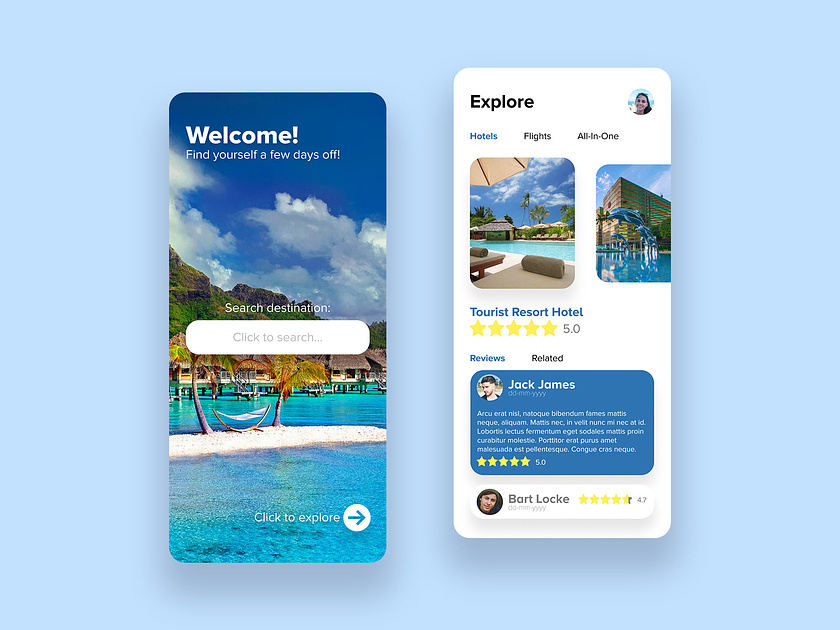 Welcome!
Find yourself a few days off!
Search destination:
Click to search...
Click to explore
Explore
Hotels Flights All-In-One
Tourist Resort Hotel
5.0
Reviews Related
Jack James
dd-mm-yyyy
Arcu erat nisl, natoque bibendum fames mattis
neque, aliquam. Mattis nec, in velit nunc mi nec at id.
Lobortis lectus fermentum eget sodales mattis proin
curabitur molestie. Porttitor erat purus amet
malesuada est pellentesque. Congue cras neque.
5.0
Bart Locke
4.7
dd-mm-yyyy